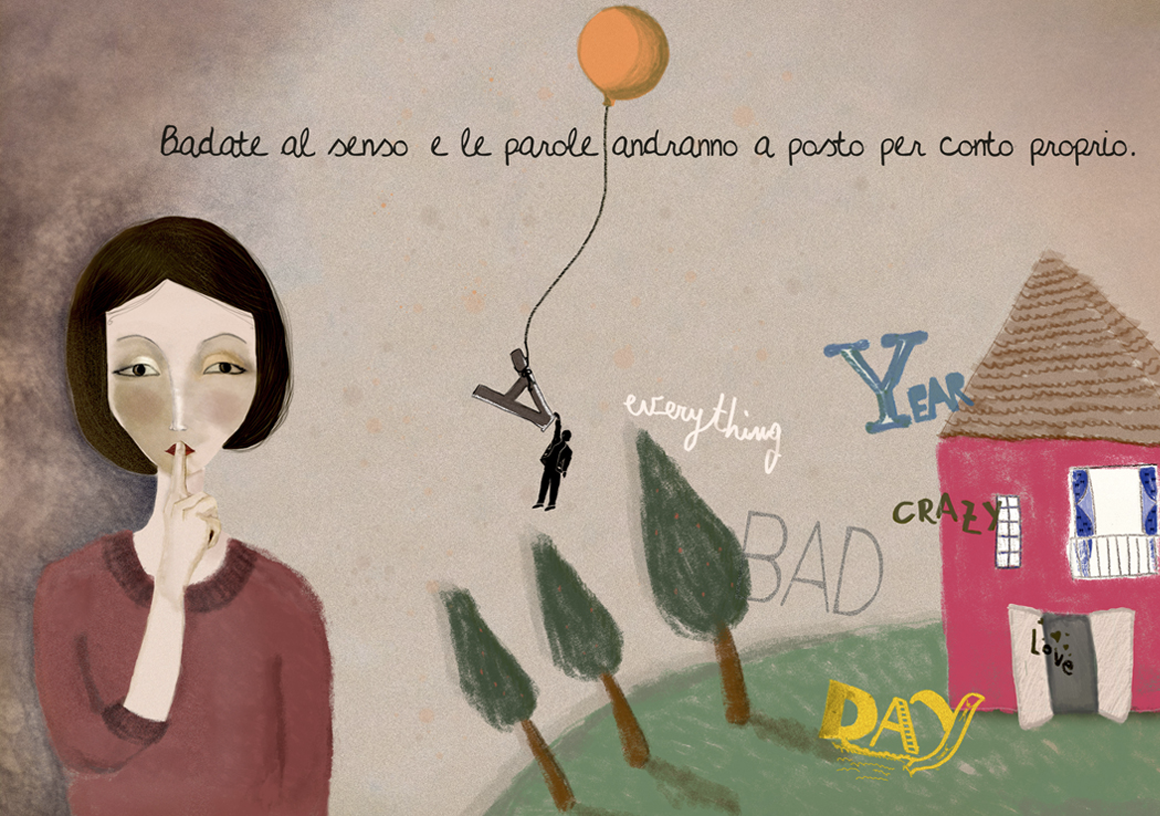 Badate al senso e le parole andranno a posto per conto proprio.
YEAR
A
everything
CRAZY
BAD
Love
DAY